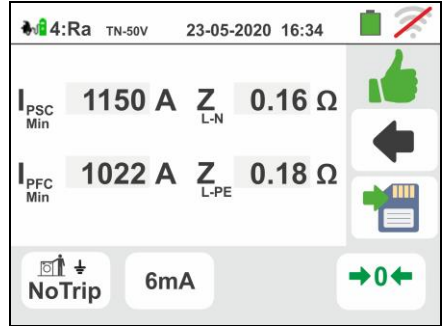 4:Ra TN-50V 23-05-2020 16:34
IPSC Min 1150 A ZL-N 0.16 Ω
IPFC Min 1022 A ZL-PE 0.18 Ω
NoTrip 6mA →0←